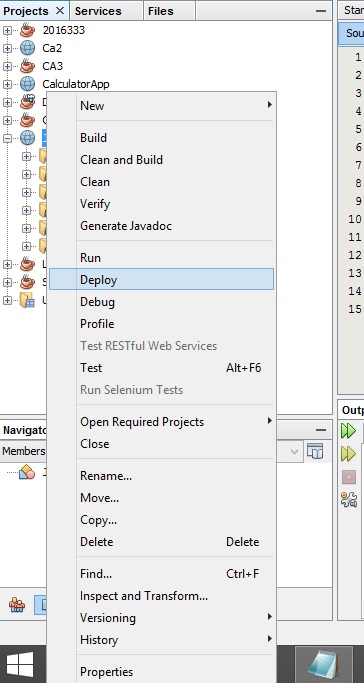 Projects × Services Files
Star
2016333
Sou
Ca2
CA3
CalculatorApp
New
Build
Clean and Build
Clean
Verify
Generate Javadoc
Run
Deploy
Debug
Profile
Test RESTful Web Services
Test Alt+F6
Run Selenium Tests
Open Required Projects
Close
Rename...
Move...
Copy...
Delete Delete
Find... Ctrl+F
Inspect and Transform...
Versioning
History
Properties
1
2
3
4
5
6
7
8
9
10
11
12
13
14
15
Navigato
Members
Outp